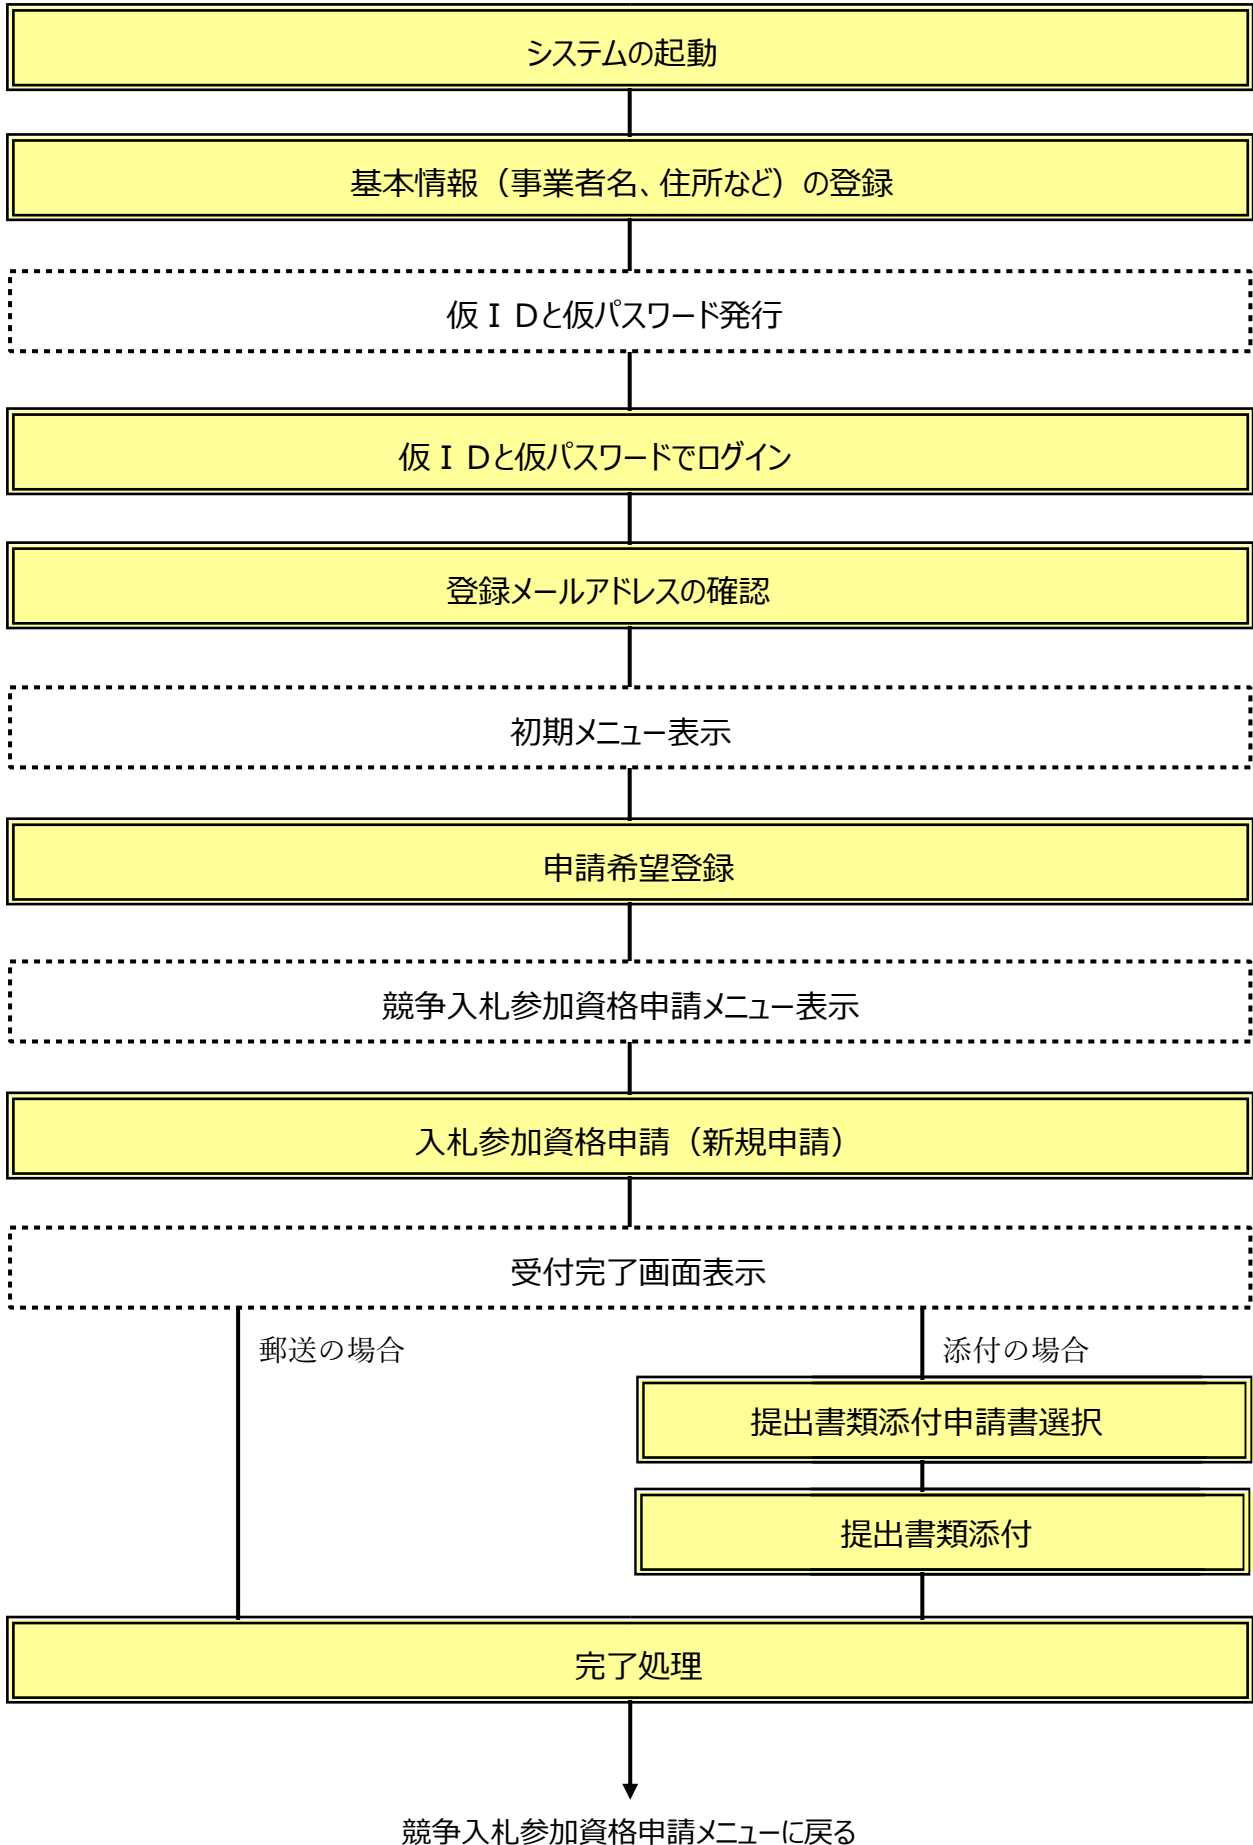 システムの起動
基本情報（事業者名、住所など）の登録
仮ＩＤと仮パスワード発行
仮ＩＤと仮パスワードでログイン
登録メールアドレスの確認
初期メニュー表示
申請希望登録
競争入札参加資格申請メニュー表示
入札参加資格申請（新規申請）
受付完了画面表示
郵送の場合
添付の場合
提出書類添付申請書選択
提出書類添付
完了処理
競争入札参加資格申請メニューに戻る